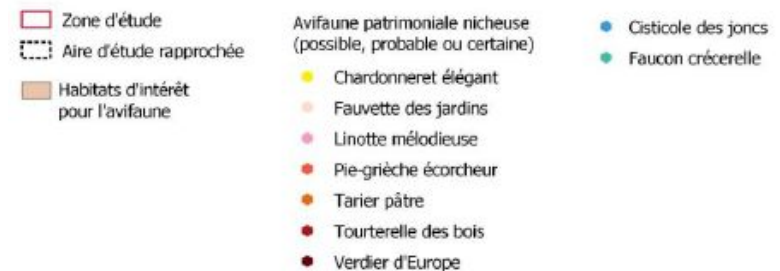 Zone d'étude
Aire d'étude rapprochée
Habitats d'intérêt
pour l'avifaune
Avifaune patrimoniale nicheuse
(possible, probable ou certaine)
Chardonneret élégant
Fauvette des jardins
Linotte mélodieuse
Pie-grièche écorcheur
Tarier pâtre
Tourterelle des bois
Verdier d'Europe
Cisticole des joncs
Faucon crécerelle